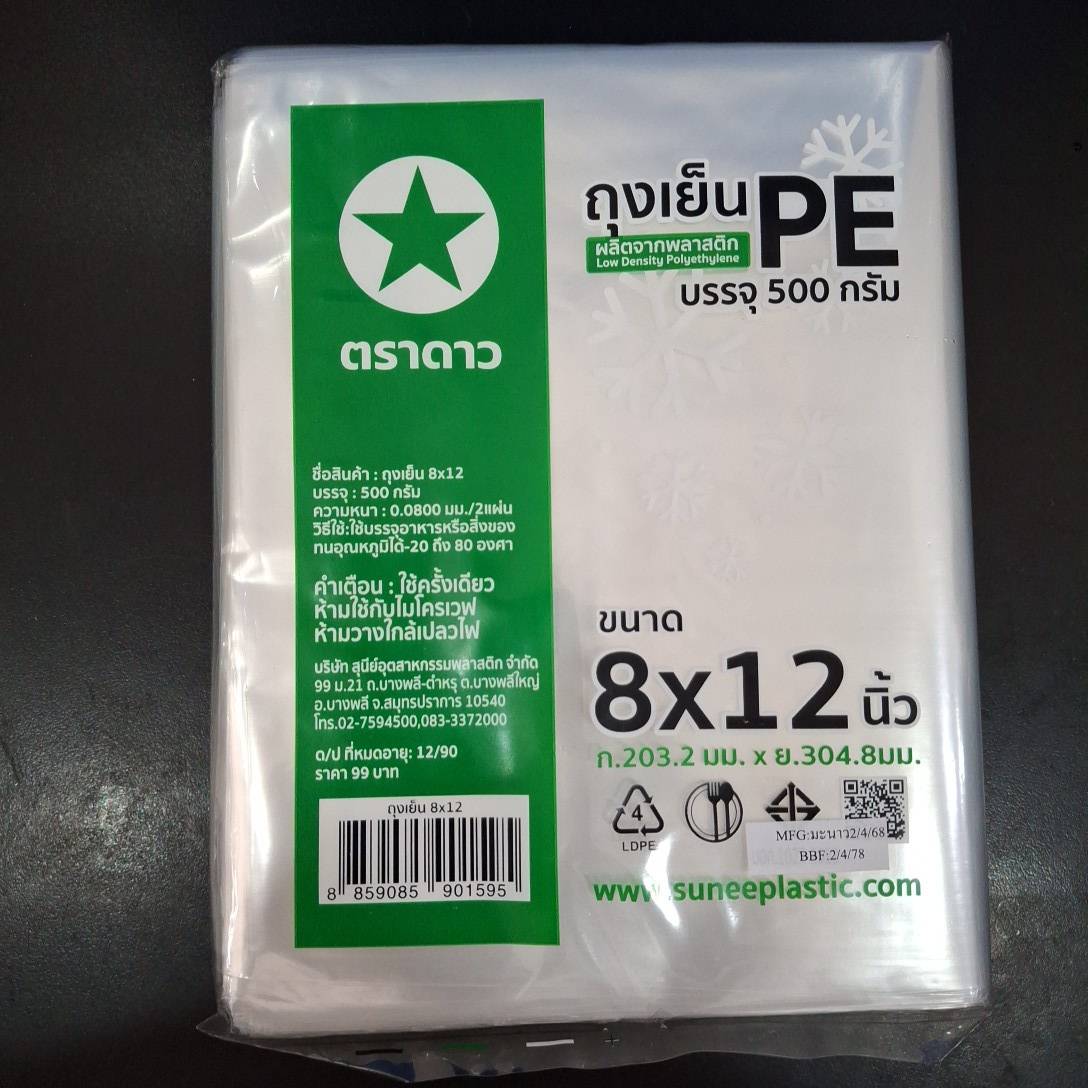 ตราดาว
ชื่อสินค้า : ถุงเย็น 8x12
บรรจุ : 500 กรัม
ความหนา : 0.0800 มม./2แผ่น
วิธีใช้:ใช้บรรจุอาหารหรือสิ่งของ
ทนอุณหภูมิได้-20 ถึง 80 องศา
คำเตือน : ใช้ครั้งเดียว
ห้ามใช้กับไมโครเวฟ
ห้ามวางใกล้เปลวไฟ
บริษัท สุนีย์อุตสาหกรรมพลาสติก จำกัด
99 ม.21 ถ.บางพลี-ตำหรุ ต.บางพลีใหญ่
อ.บางพลี จ.สมุทรปราการ 10540
โทร.02-7594500,083-3372000
ด/ป ที่หมดอายุ: 12/90
ราคา 99 บาท
ถุงเย็น 8x12
8 859085 901595
ถุงเย็น PE
ผลิตจากพลาสติก
Low Density Polyethylene
บรรจุ 500 กรัม
ขนาด
8x12 นิ้ว
ก.203.2 มม. x ย.304.8มม.
4
LDPE
MFG:มะนาว2/4/68
BBF:2/4/78
www.suneeplastic.com